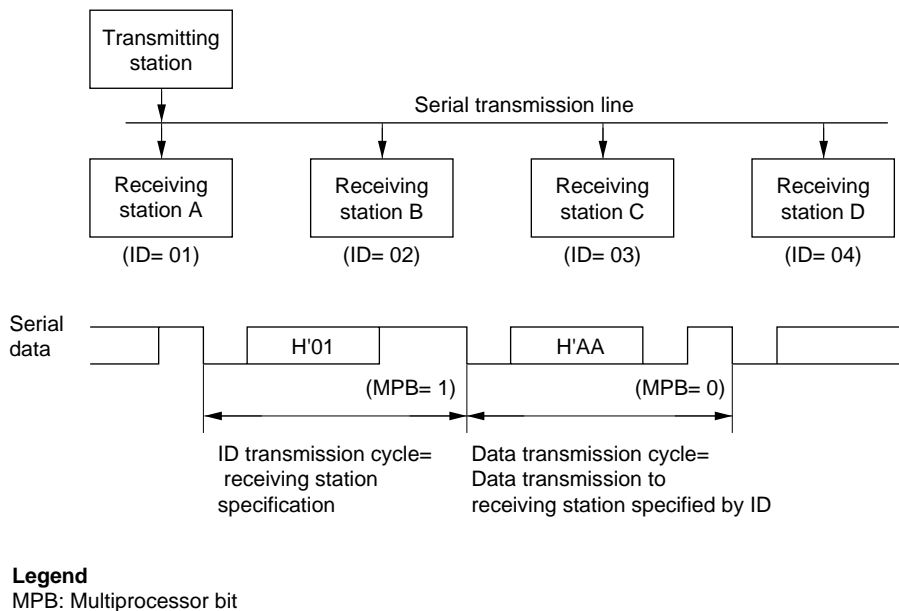 Transmitting
station
Serial transmission line
Receiving
station A
Receiving
station B
Receiving
station C
Receiving
station D
(ID= 01)
(ID= 02)
(ID= 03)
(ID= 04)
Serial
data
H'01
H'AA
(MPB= 1)
(MPB= 0)
ID transmission cycle=
receiving station
specification
Data transmission cycle=
Data transmission to
receiving station specified by ID
Legend
MPB: Multiprocessor bit